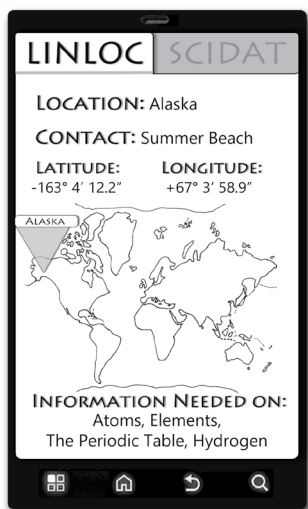 LINLOC SCIDAT
LOCATION: Alaska
CONTACT: Summer Beach
LATITUDE: LONGITUDE:
-163° 4’ 12.2” +67° 3’ 58.9”
ALASKA
INFORMATION NEEDED ON:
Atoms, Elements,
The Periodic Table, Hydrogen